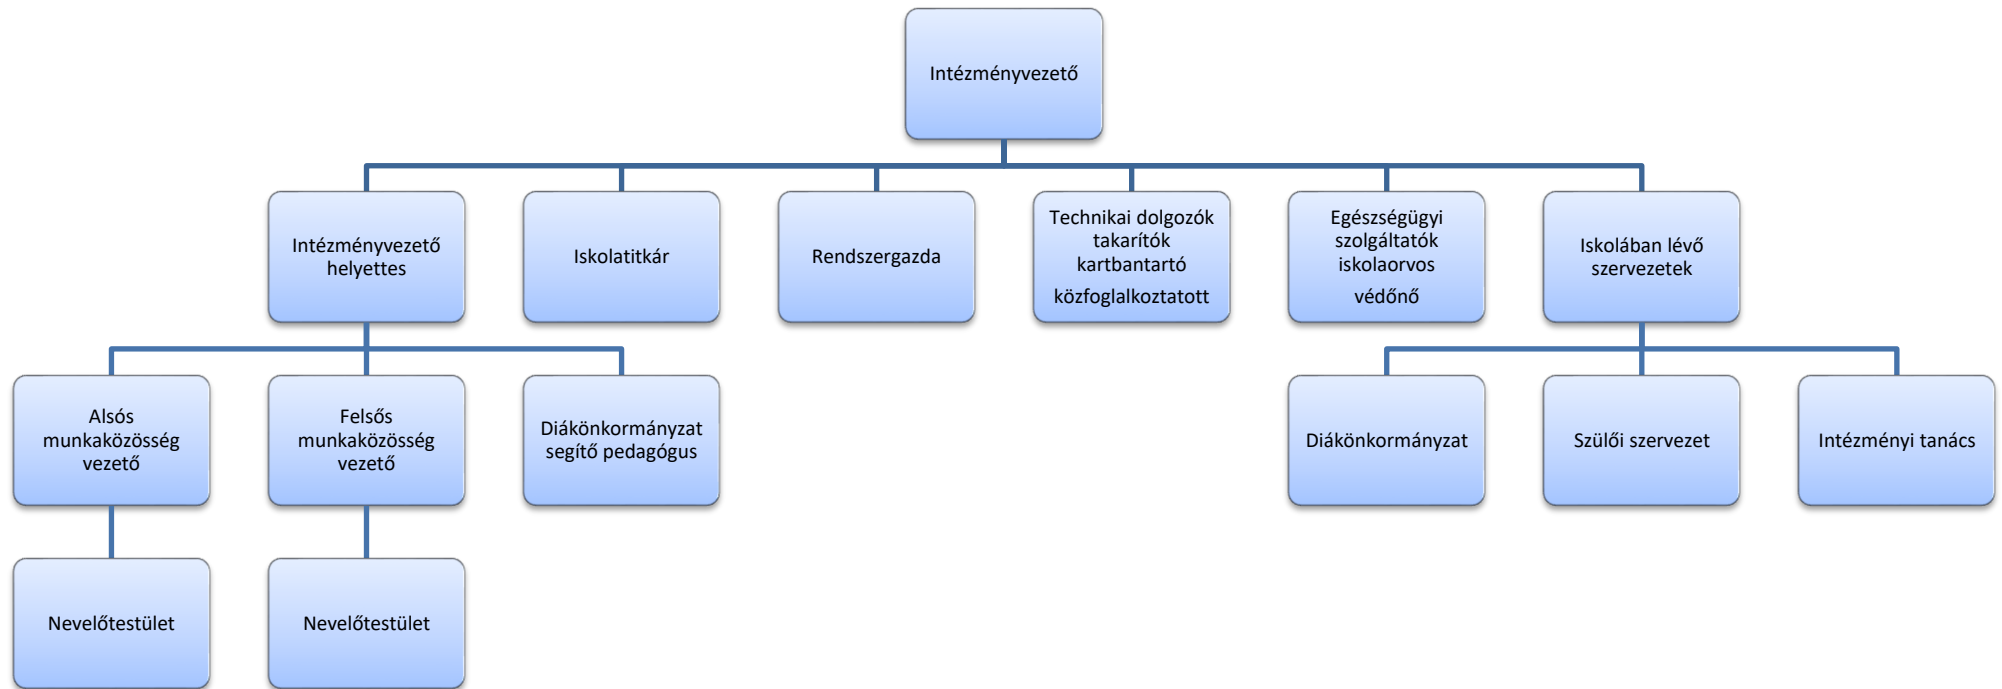 Intézményvezető
Intézményvezető
helyettes
Iskolatitkár
Rendszergazda
Technikai dolgozók
takarítók
kartbantartó
közfoglalkoztatott
Egészségügyi
szolgáltatók
iskolaorvos
védőnő
Iskolában lévő
szervezetek
Alsós
munkaközösség
vezető
Felsős
munkaközösség
vezető
Diákönkormányzat
segítő pedagógus
Diákönkormányzat
Szülői szervezet
Intézményi tanács
Nevelőtestület
Nevelőtestület